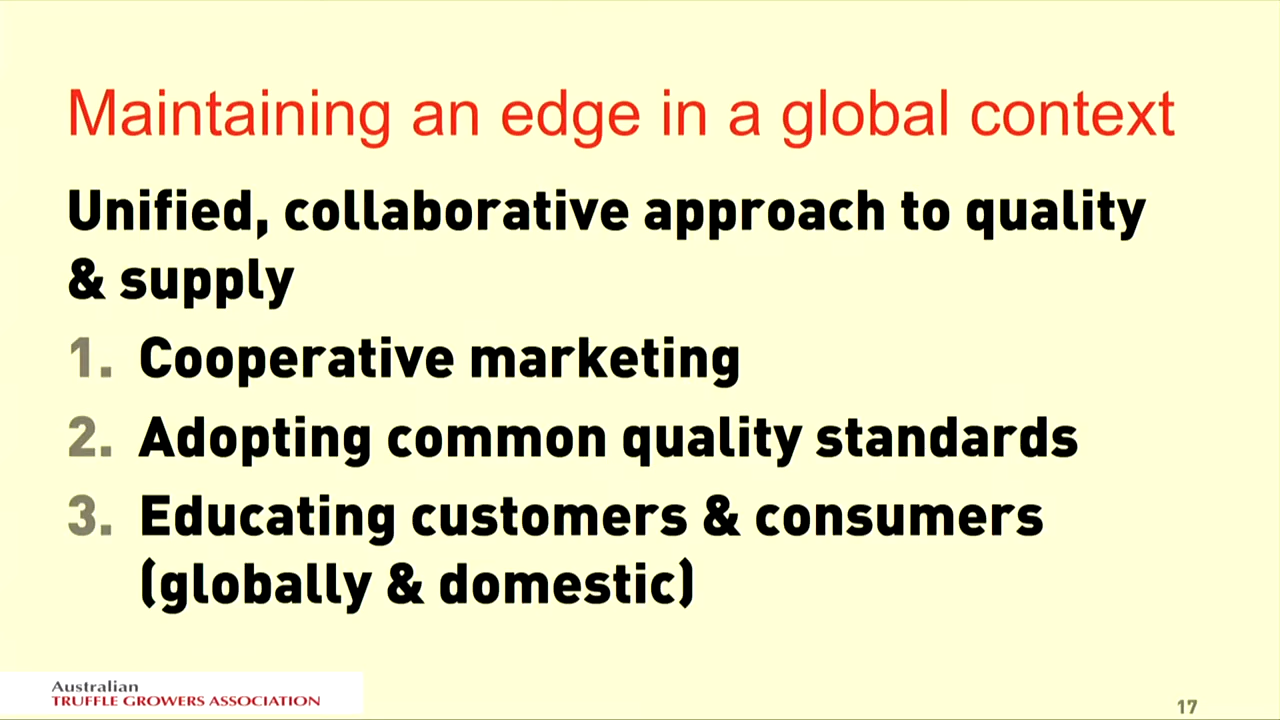 Maintaining an edge in a global context
Unified, collaborative approach to quality
& supply
1. Cooperative marketing
2. Adopting common quality standards
3. Educating customers & consumers
(globally & domestic)
Australian
TRUFFLE GROWERS ASSOCIATION
17